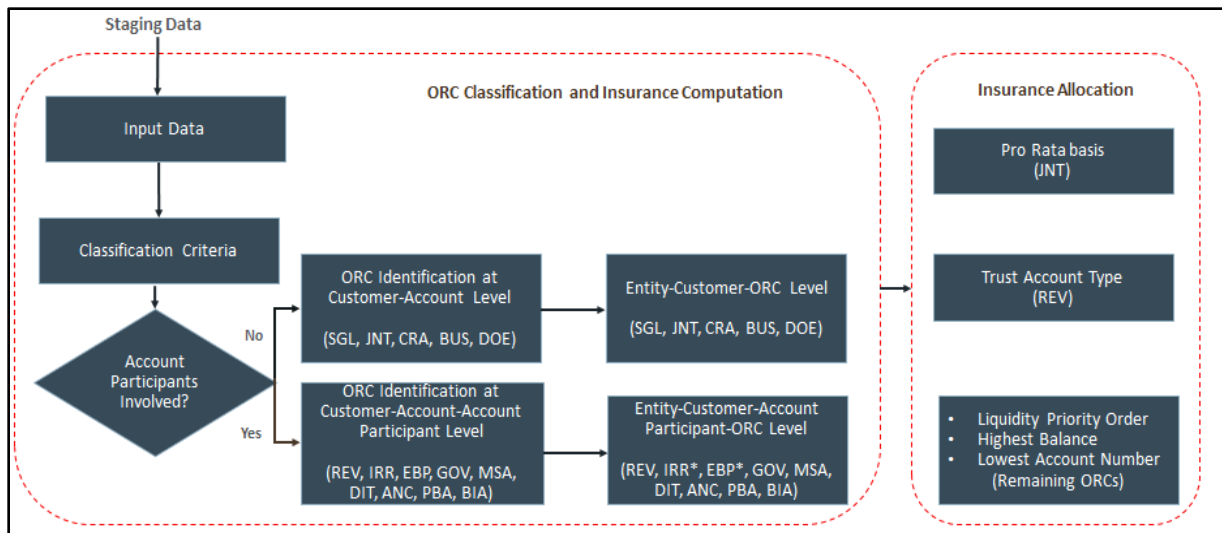 Staging Data
ORC Classification and Insurance Computation
Input Data
Classification Criteria
Account
Participants
Involved?
No
Yes
ORC Identification at
Customer-Account Level
(SGL, JNT, CRA, BUS, DOE)
Entity-Customer-ORC Level
(SGL, JNT, CRA, BUS, DOE)
ORC Identification at
Customer-Account-Account
Participant Level
(REV, IRR, EBP, GOV, MSA,
DIT, ANC, PBA, BIA)
Entity-Customer-Account
Participant-ORC Level
(REV, IRR*, EBP*, GOV, MSA,
DIT, ANC, PBA, BIA)
Insurance Allocation
Pro Rata basis
(JNT)
Trust Account Type
(REV)
• Liquidity Priority Order
• Highest Balance
• Lowest Account Number
(Remaining ORCs)